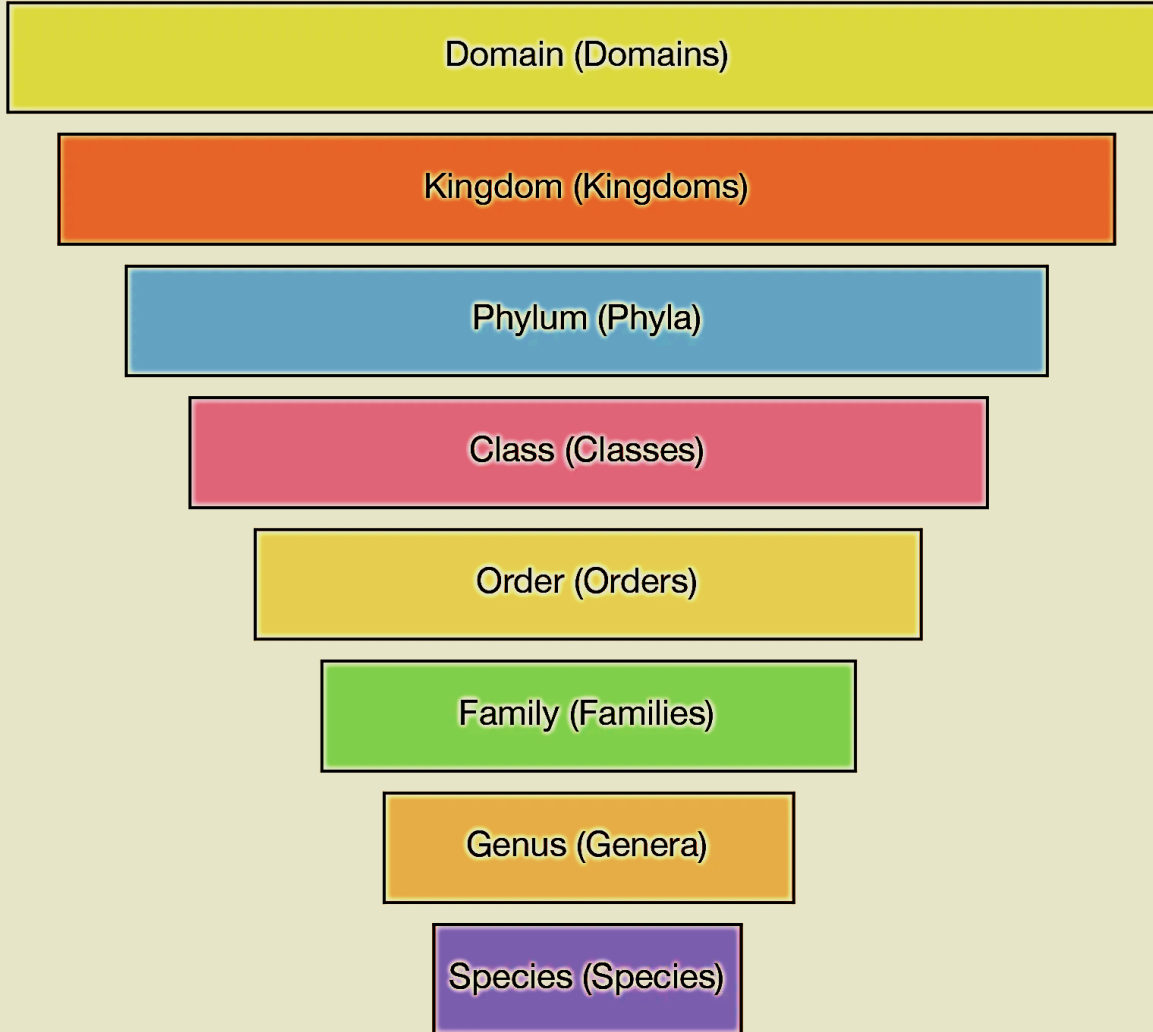 Domain (Domains)
Kingdom (Kingdoms)
Phylum (Phyla)
Class (Classes)
Order (Orders)
Family (Families)
Genus (Genera)
Species (Species)